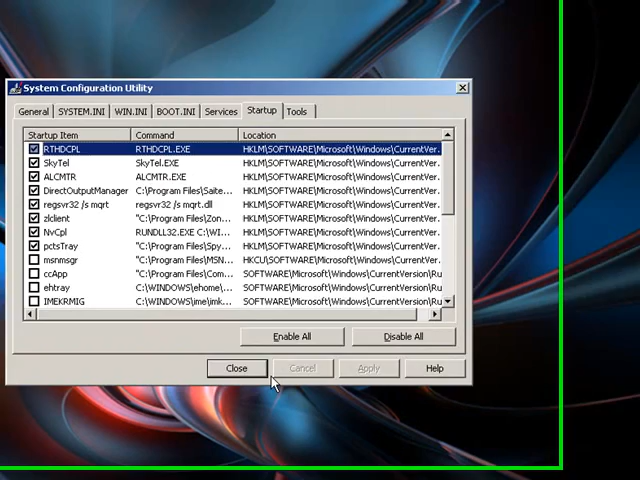 System Configuration Utility
General SYSTEM.INI WIN.INI BOOT.INI Services Startup Tools
Startup Item Command Location
RTHDCPL RTHDCPL.EXE HKLM\SOFTWARE\Microsoft\Windows\CurrentVer...
SkyTel SkyTel.EXE HKLM\SOFTWARE\Microsoft\Windows\CurrentVer...
ALCMTR ALCMTR.EXE HKLM\SOFTWARE\Microsoft\Windows\CurrentVer...
DirectOutputManager C:\Program Files\Saite... HKLM\SOFTWARE\Microsoft\Windows\CurrentVer...
regsvr32 /s mqrt regsvr32 /s mqrt.dll HKLM\SOFTWARE\Microsoft\Windows\CurrentVer...
zlclient "C:\Program Files\Zon... HKLM\SOFTWARE\Microsoft\Windows\CurrentVer...
NvCpl RUNDLL32.EXE C:\WI... HKLM\SOFTWARE\Microsoft\Windows\CurrentVer...
pctsTray "C:\Program Files\Spy... HKLM\SOFTWARE\Microsoft\Windows\CurrentVer...
msnmsgr "C:\Program Files\MSN... HKCU\SOFTWARE\Microsoft\Windows\CurrentVer...
ccApp "C:\Program Files\Com... SOFTWARE\Microsoft\Windows\CurrentVersion\Ru
ehtray C:\WINDOWS\ehome\... SOFTWARE\Microsoft\Windows\CurrentVersion\Ru
IMEKRMIG C:\WINDOWS\ime\imk... SOFTWARE\Microsoft\Windows\CurrentVersion\Ru
Enable All Disable All
Close Cancel Apply Help